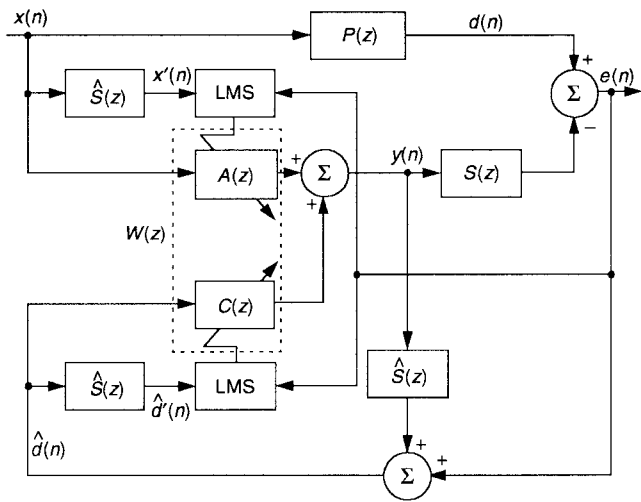 x(n)
P(z)
d(n)
+
Σ
e(n)
−
Ŝ(z)
x'(n)
LMS
A(z)
+
Σ
+
y(n)
S(z)
W(z)
C(z)
Ŝ(z)
Ŝ(z)
d̂'(n)
LMS
d̂(n)
+
Σ
+